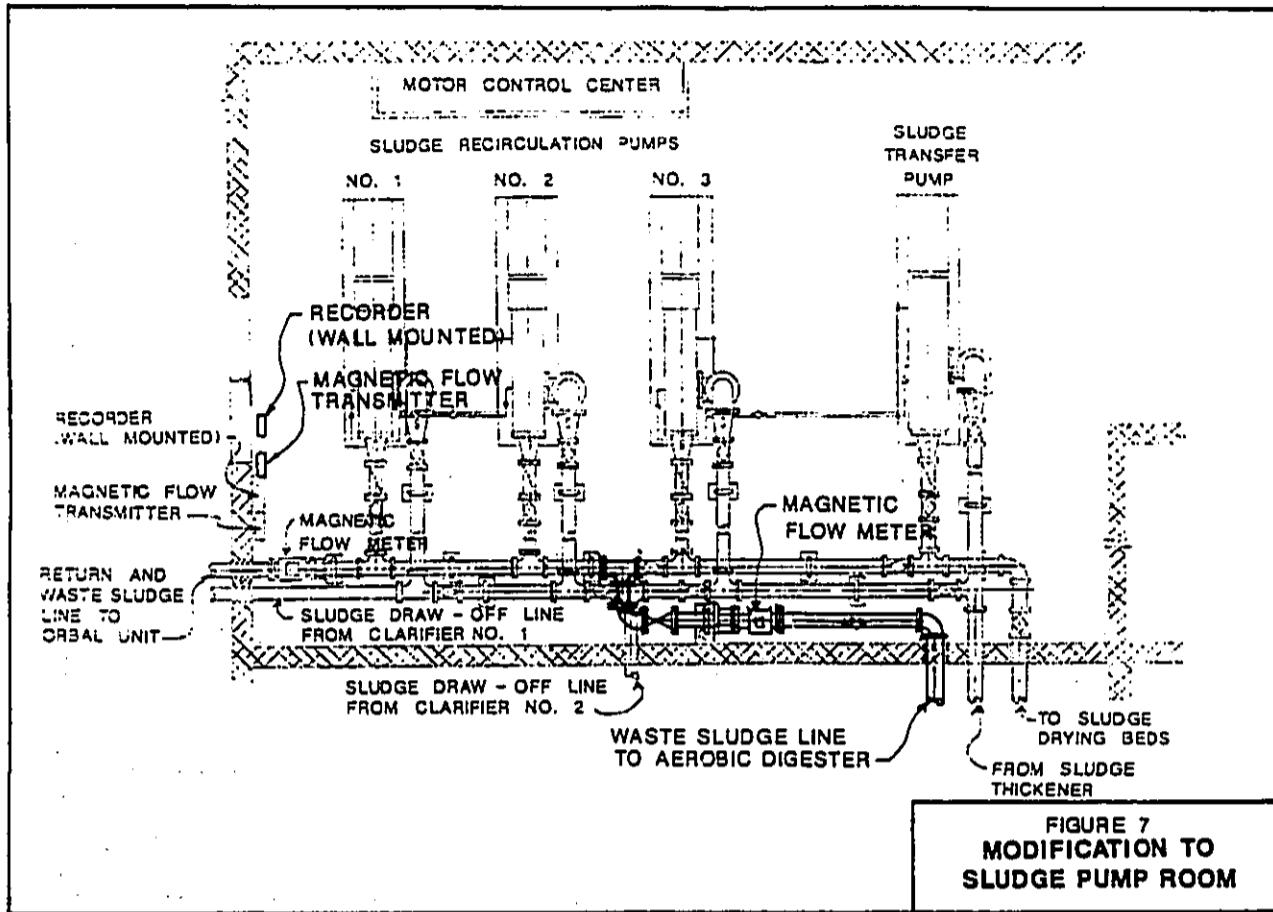 MOTOR CONTROL CENTER
SLUDGE RECIRCULATION PUMPS
SLUDGE
TRANSFER
PUMP
NO. 1
NO. 2
NO. 3
RECORDER
(WALL MOUNTED)
MAGNETIC FLOW
TRANSMITTER
RECORDER
(WALL MOUNTED)
MAGNETIC FLOW
TRANSMITTER
MAGNETIC
FLOW METER
MAGNETIC
FLOW METER
RETURN AND
WASTE SLUDGE
LINE TO
ORBAL UNIT
SLUDGE DRAW - OFF LINE
FROM CLARIFIER NO. 1
SLUDGE DRAW - OFF LINE
FROM CLARIFIER NO. 2
WASTE SLUDGE LINE
TO AEROBIC DIGESTER
TO SLUDGE
DRYING BEDS
FROM SLUDGE
THICKENER
FIGURE 7
MODIFICATION TO
SLUDGE PUMP ROOM